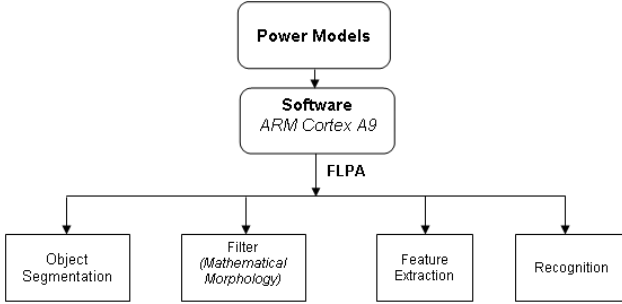 Power Models
Software
ARM Cortex A9
FLPA
Object
Segmentation
Filter
(Mathematical
Morphology)
Feature
Extraction
Recognition